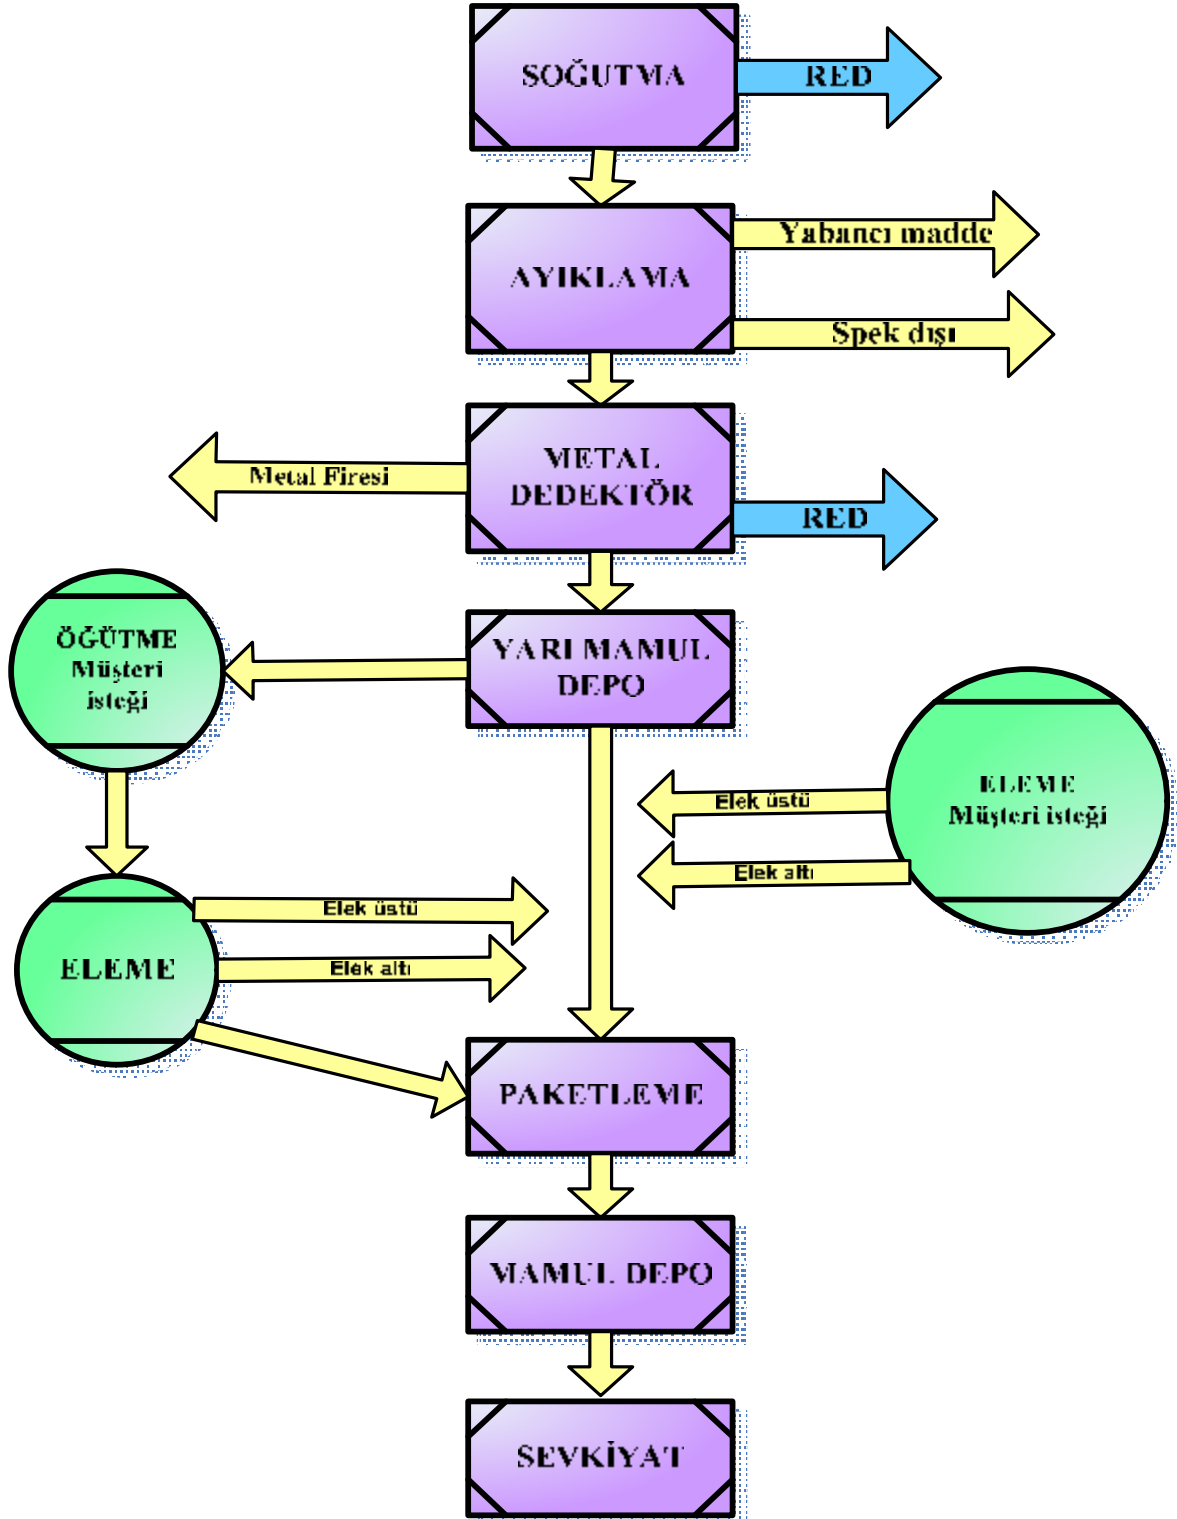 SOĞUTMA
RED
Yabancı madde
AYIKLAMA
Spek dışı
METAL
DEDEKTÖR
Metal Firesi
RED
ÖĞÜTME
Müşteri
isteği
YARI MAMUL
DEPO
ELEME
Müşteri isteği
Elek üstü
Elek altı
Elek üstü
ELEME
Elek altı
PAKETLEME
MAMUL DEPO
SEVKİYAT